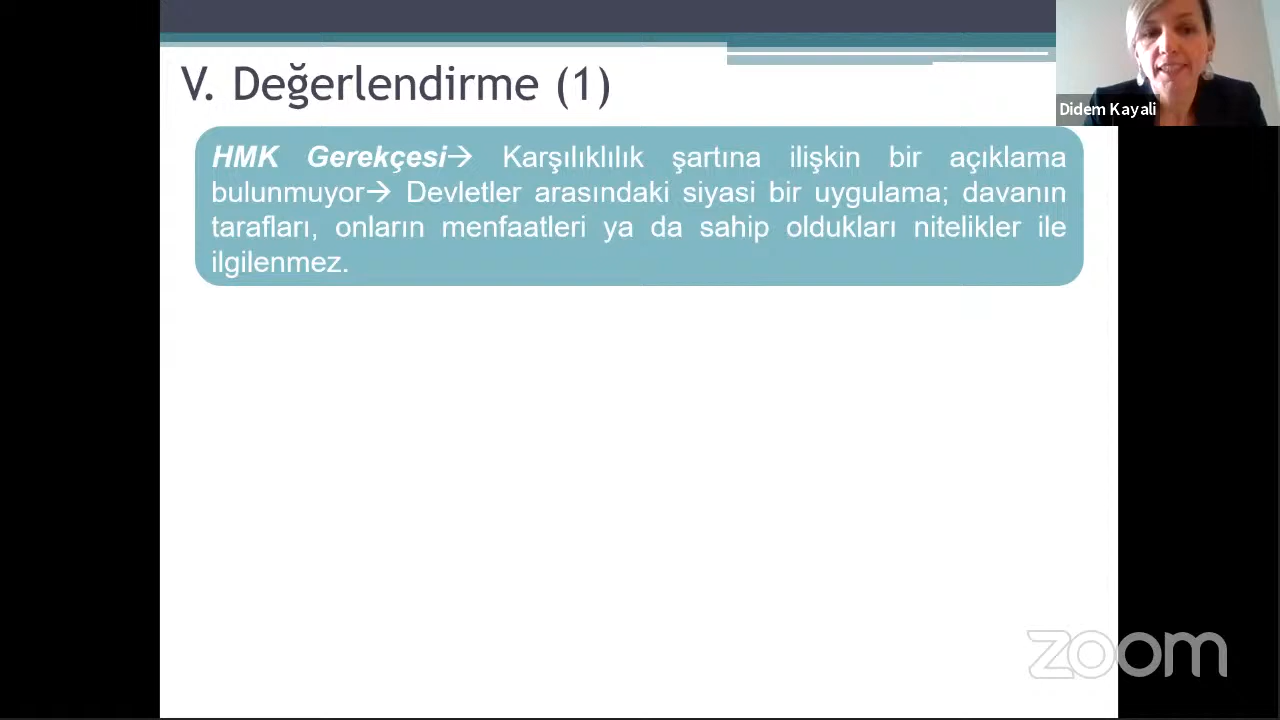 V. Değerlendirme (1)
Didem Kayali
HMK Gerekçesi→ Karşılıklılık şartına ilişkin bir açıklama
bulunmuyor→ Devletler arasındaki siyasi bir uygulama; davanın
tarafları, onların menfaatleri ya da sahip oldukları nitelikler ile
ilgilenmez.
zoom